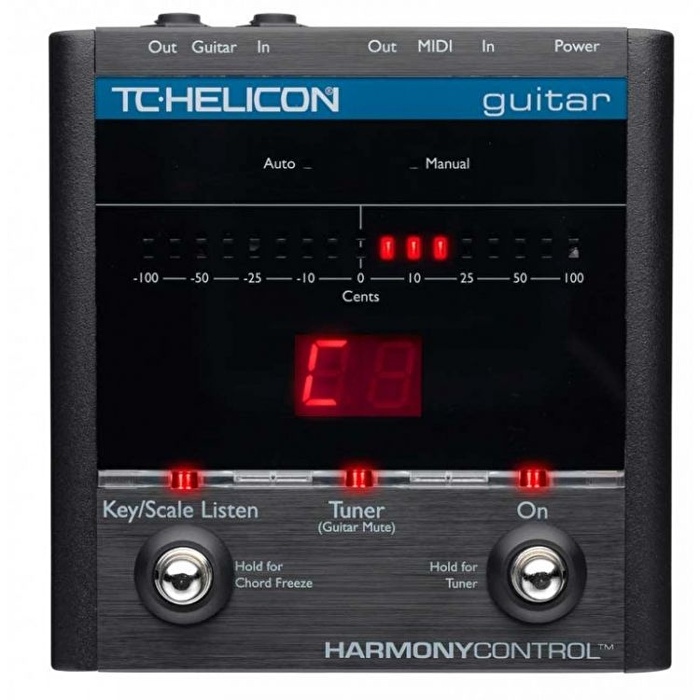 Out Guitar In Out MIDI In Power
TC·HELICON® guitar
Auto Manual
-100 -50 -25 -10 0 10 25 50 100
Cents
C
Key/Scale Listen Tuner On
(Guitar Mute)
Hold for Hold for
Chord Freeze Tuner
HARMONYCONTROL™